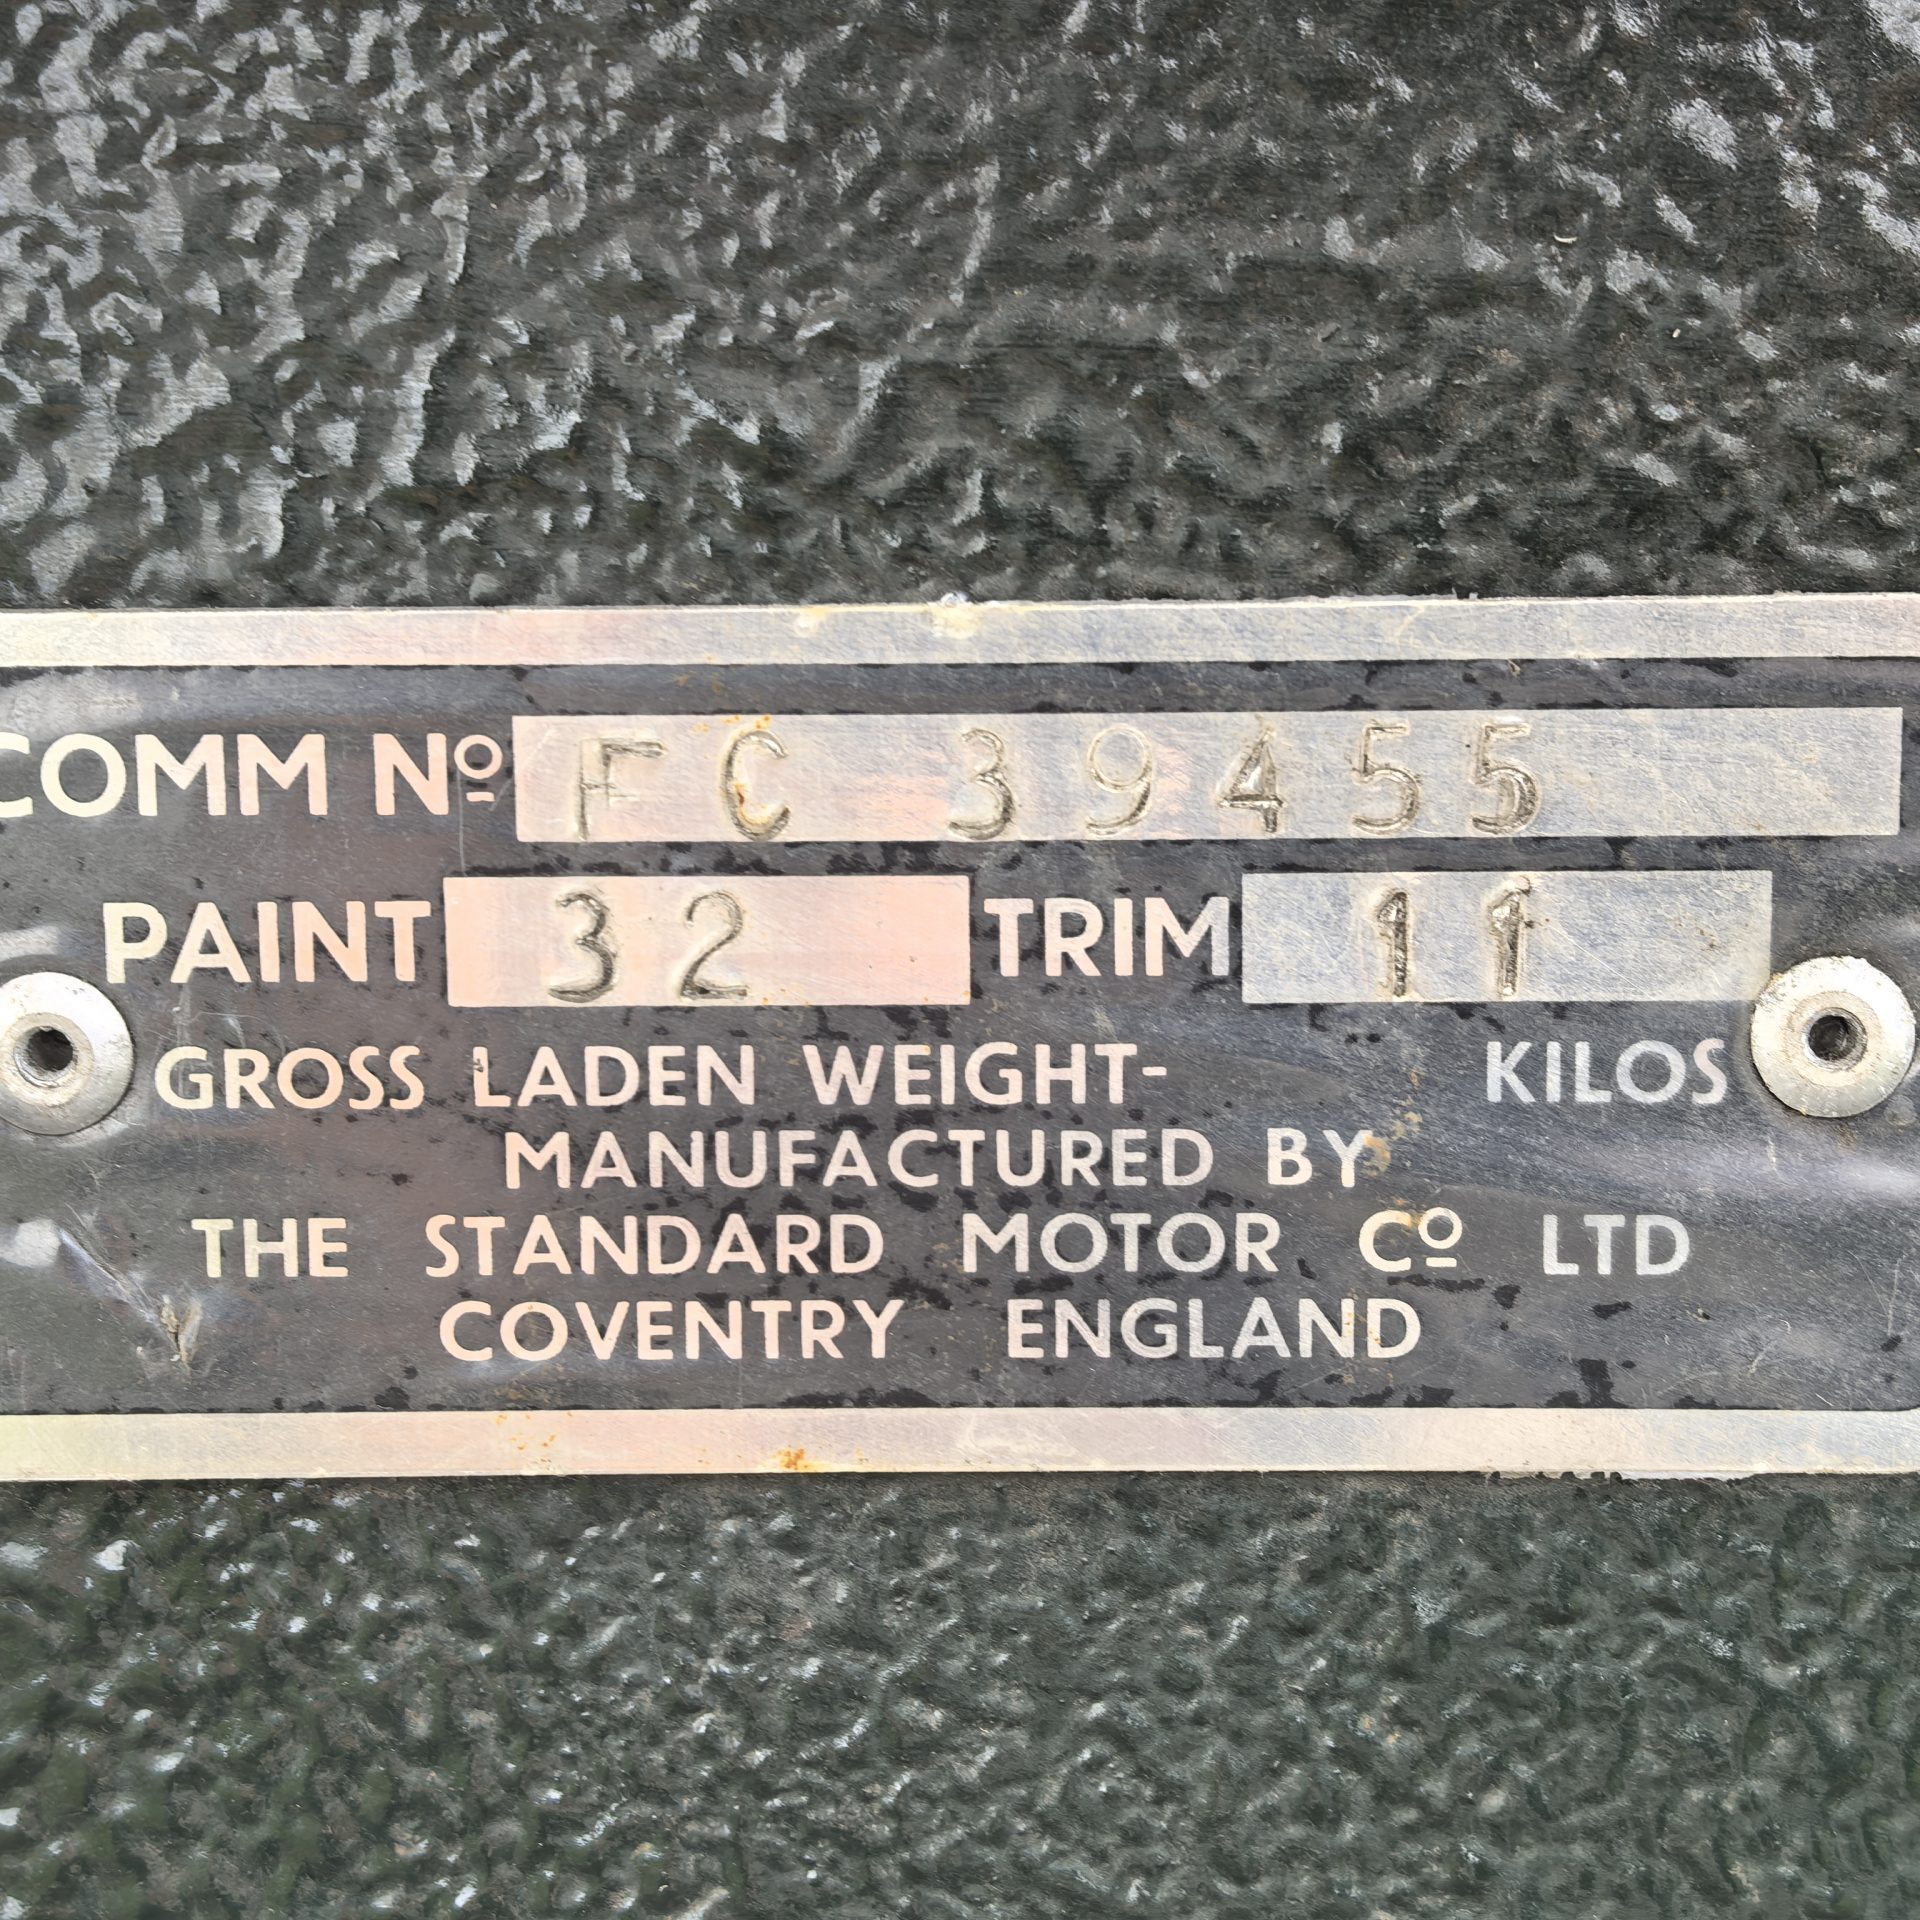 COMM Nº FC 39455
PAINT 32 TRIM 11
GROSS LADEN WEIGHT- KILOS
MANUFACTURED BY
THE STANDARD MOTOR Cº LTD
COVENTRY ENGLAND